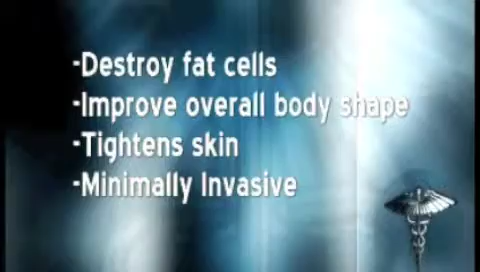 -Destroy fat cells
-Improve overall body shape
-Tightens skin
-Minimally Invasive